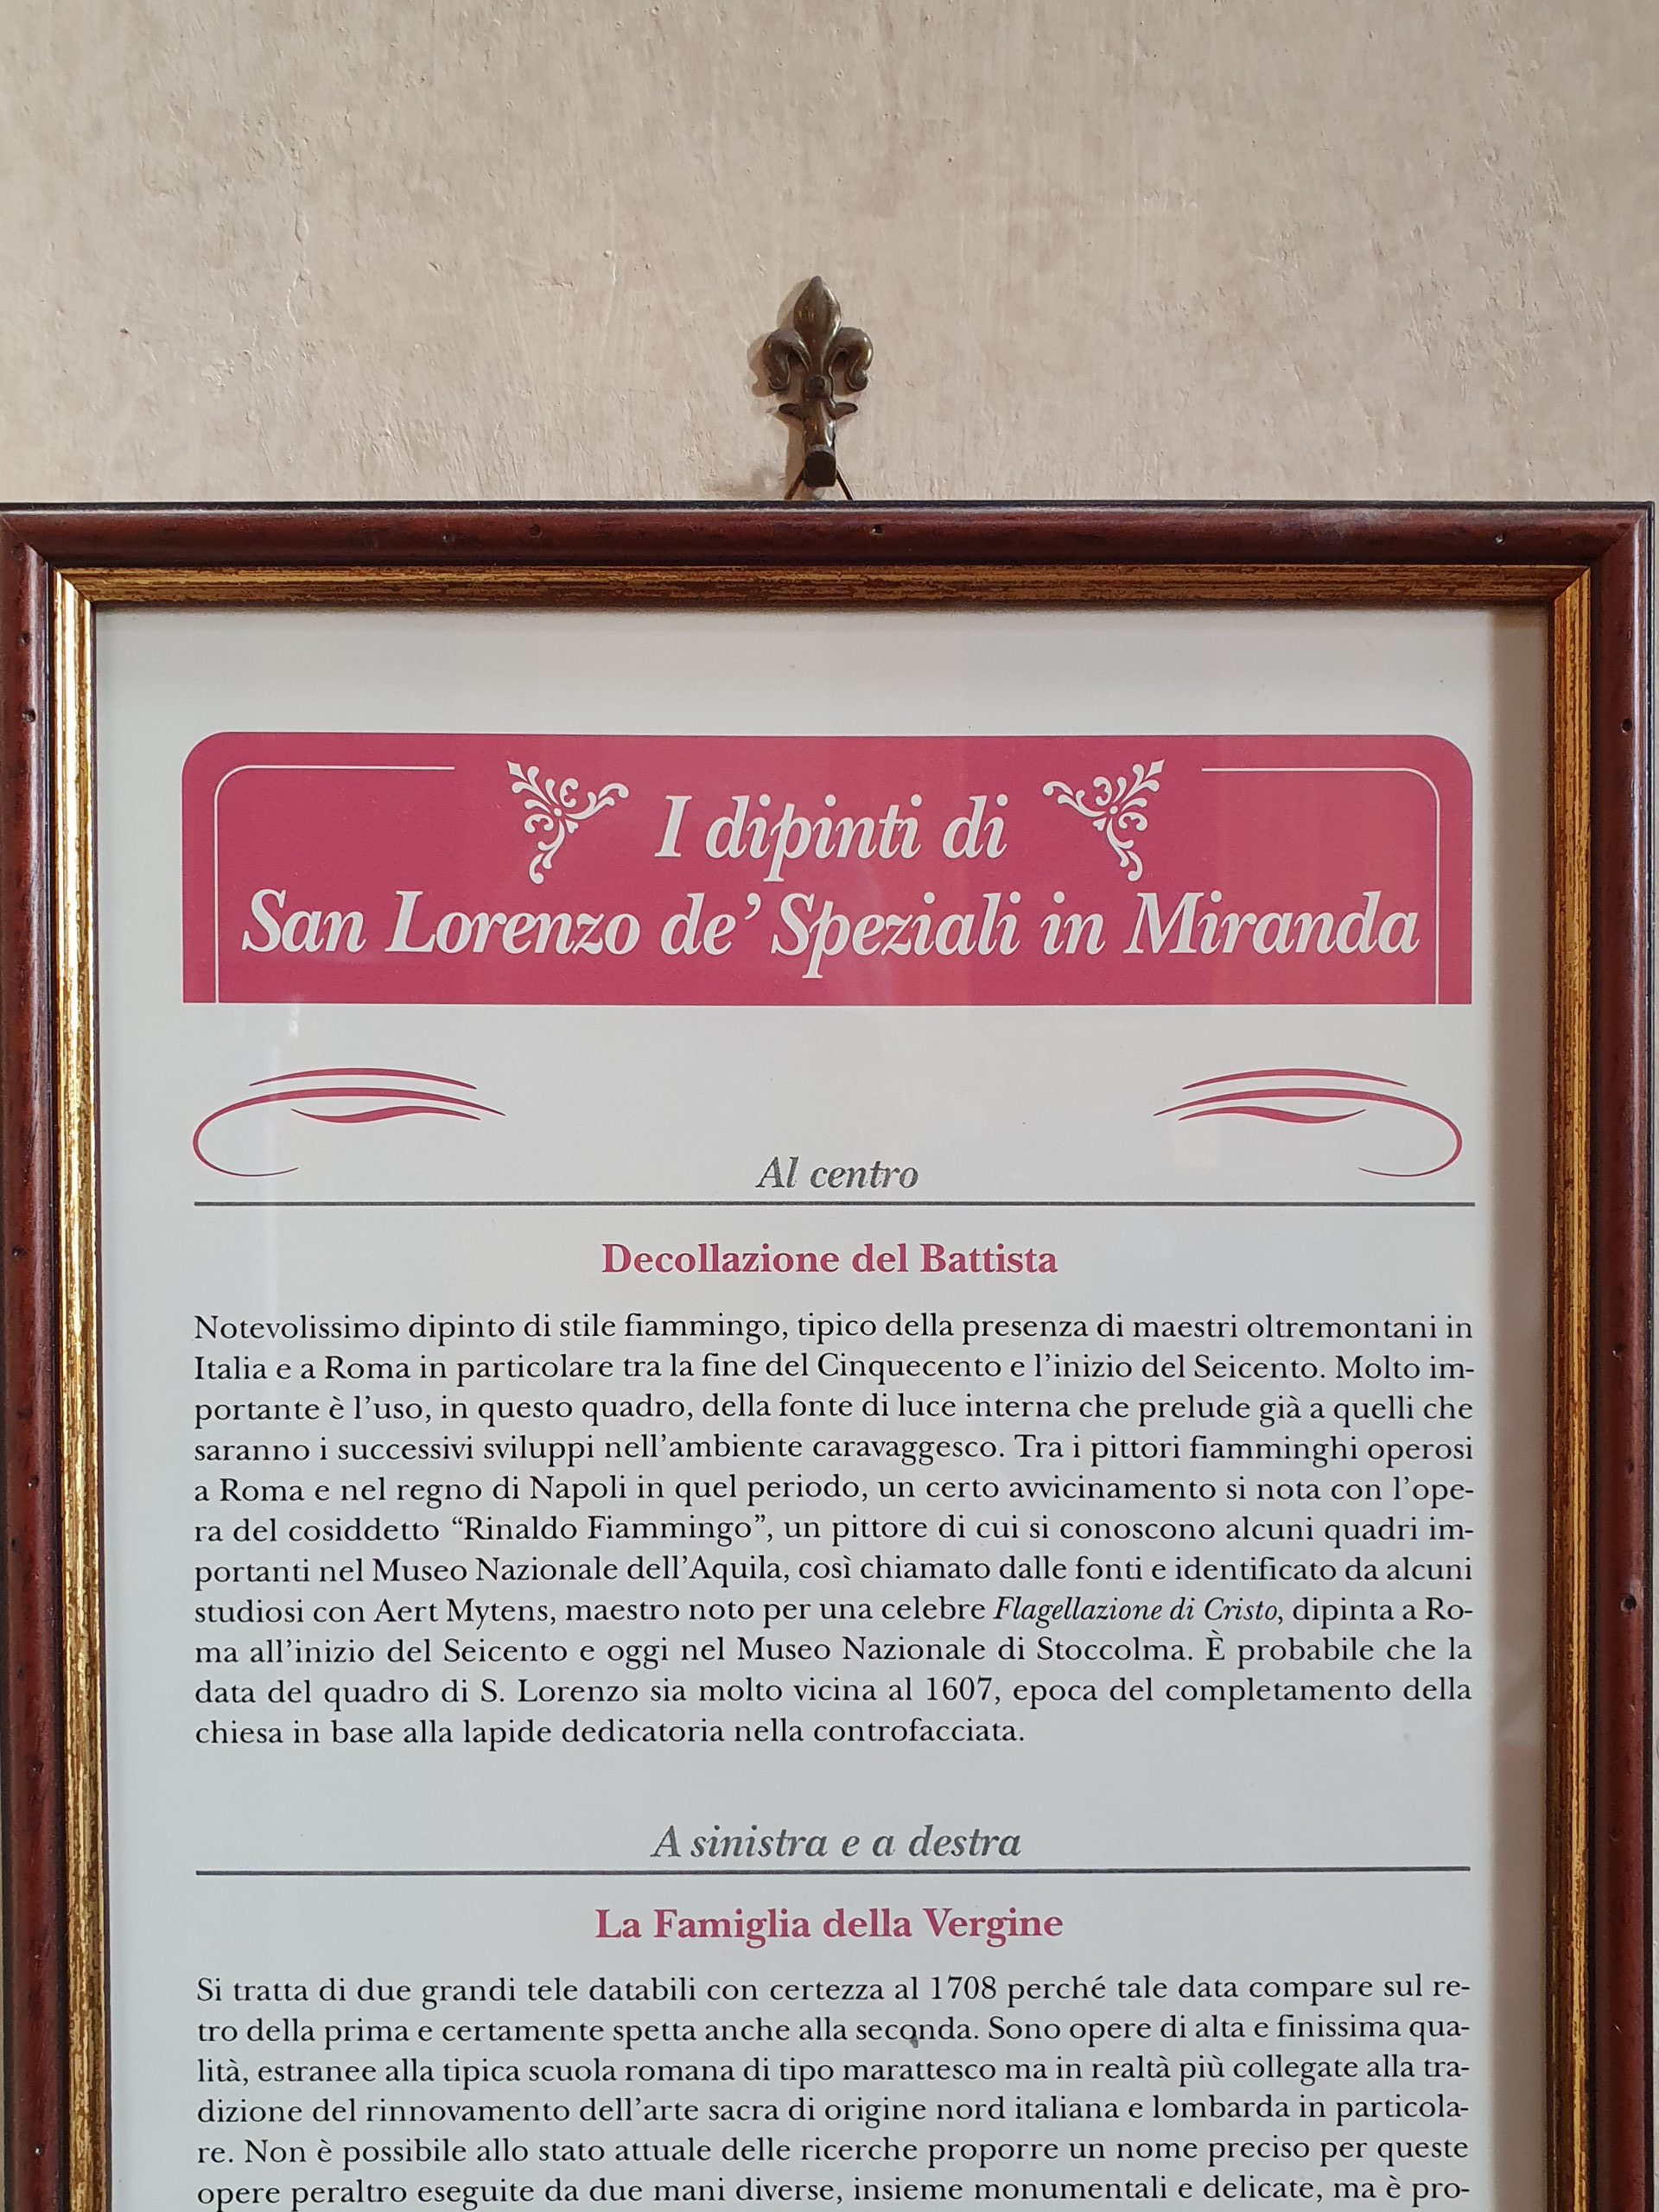 I dipinti di
San Lorenzo de' Speziali in Miranda
Al centro
Decollazione del Battista
Notevolissimo dipinto di stile fiammingo, tipico della presenza di maestri oltremontani in
Italia e a Roma in particolare tra la fine del Cinquecento e l'inizio del Seicento. Molto im-
portante è l'uso, in questo quadro, della fonte di luce interna che prelude già a quelli che
saranno i successivi sviluppi nell'ambiente caravaggesco. Tra i pittori fiamminghi operosi
a Roma e nel regno di Napoli in quel periodo, un certo avvicinamento si nota con l'ope-
ra del cosiddetto “Rinaldo Fiammingo”, un pittore di cui si conoscono alcuni quadri im-
portanti nel Museo Nazionale dell'Aquila, così chiamato dalle fonti e identificato da alcuni
studiosi con Aert Mytens, maestro noto per una celebre Flagellazione di Cristo, dipinta a Ro-
ma all'inizio del Seicento e oggi nel Museo Nazionale di Stoccolma. È probabile che la
data del quadro di S. Lorenzo sia molto vicina al 1607, epoca del completamento della
chiesa in base alla lapide dedicatoria nella controfacciata.
A sinistra e a destra
La Famiglia della Vergine
Si tratta di due grandi tele databili con certezza al 1708 perché tale data compare sul re-
tro della prima e certamente spetta anche alla seconda. Sono opere di alta e finissima qua-
lità, estranee alla tipica scuola romana di tipo marattesco ma in realtà più collegate alla tra-
dizione del rinnovamento dell'arte sacra di origine nord italiana e lombarda in particola-
re. Non è possibile allo stato attuale delle ricerche proporre un nome preciso per queste
opere peraltro eseguite da due mani diverse, insieme monumentali e delicate, ma è pro-